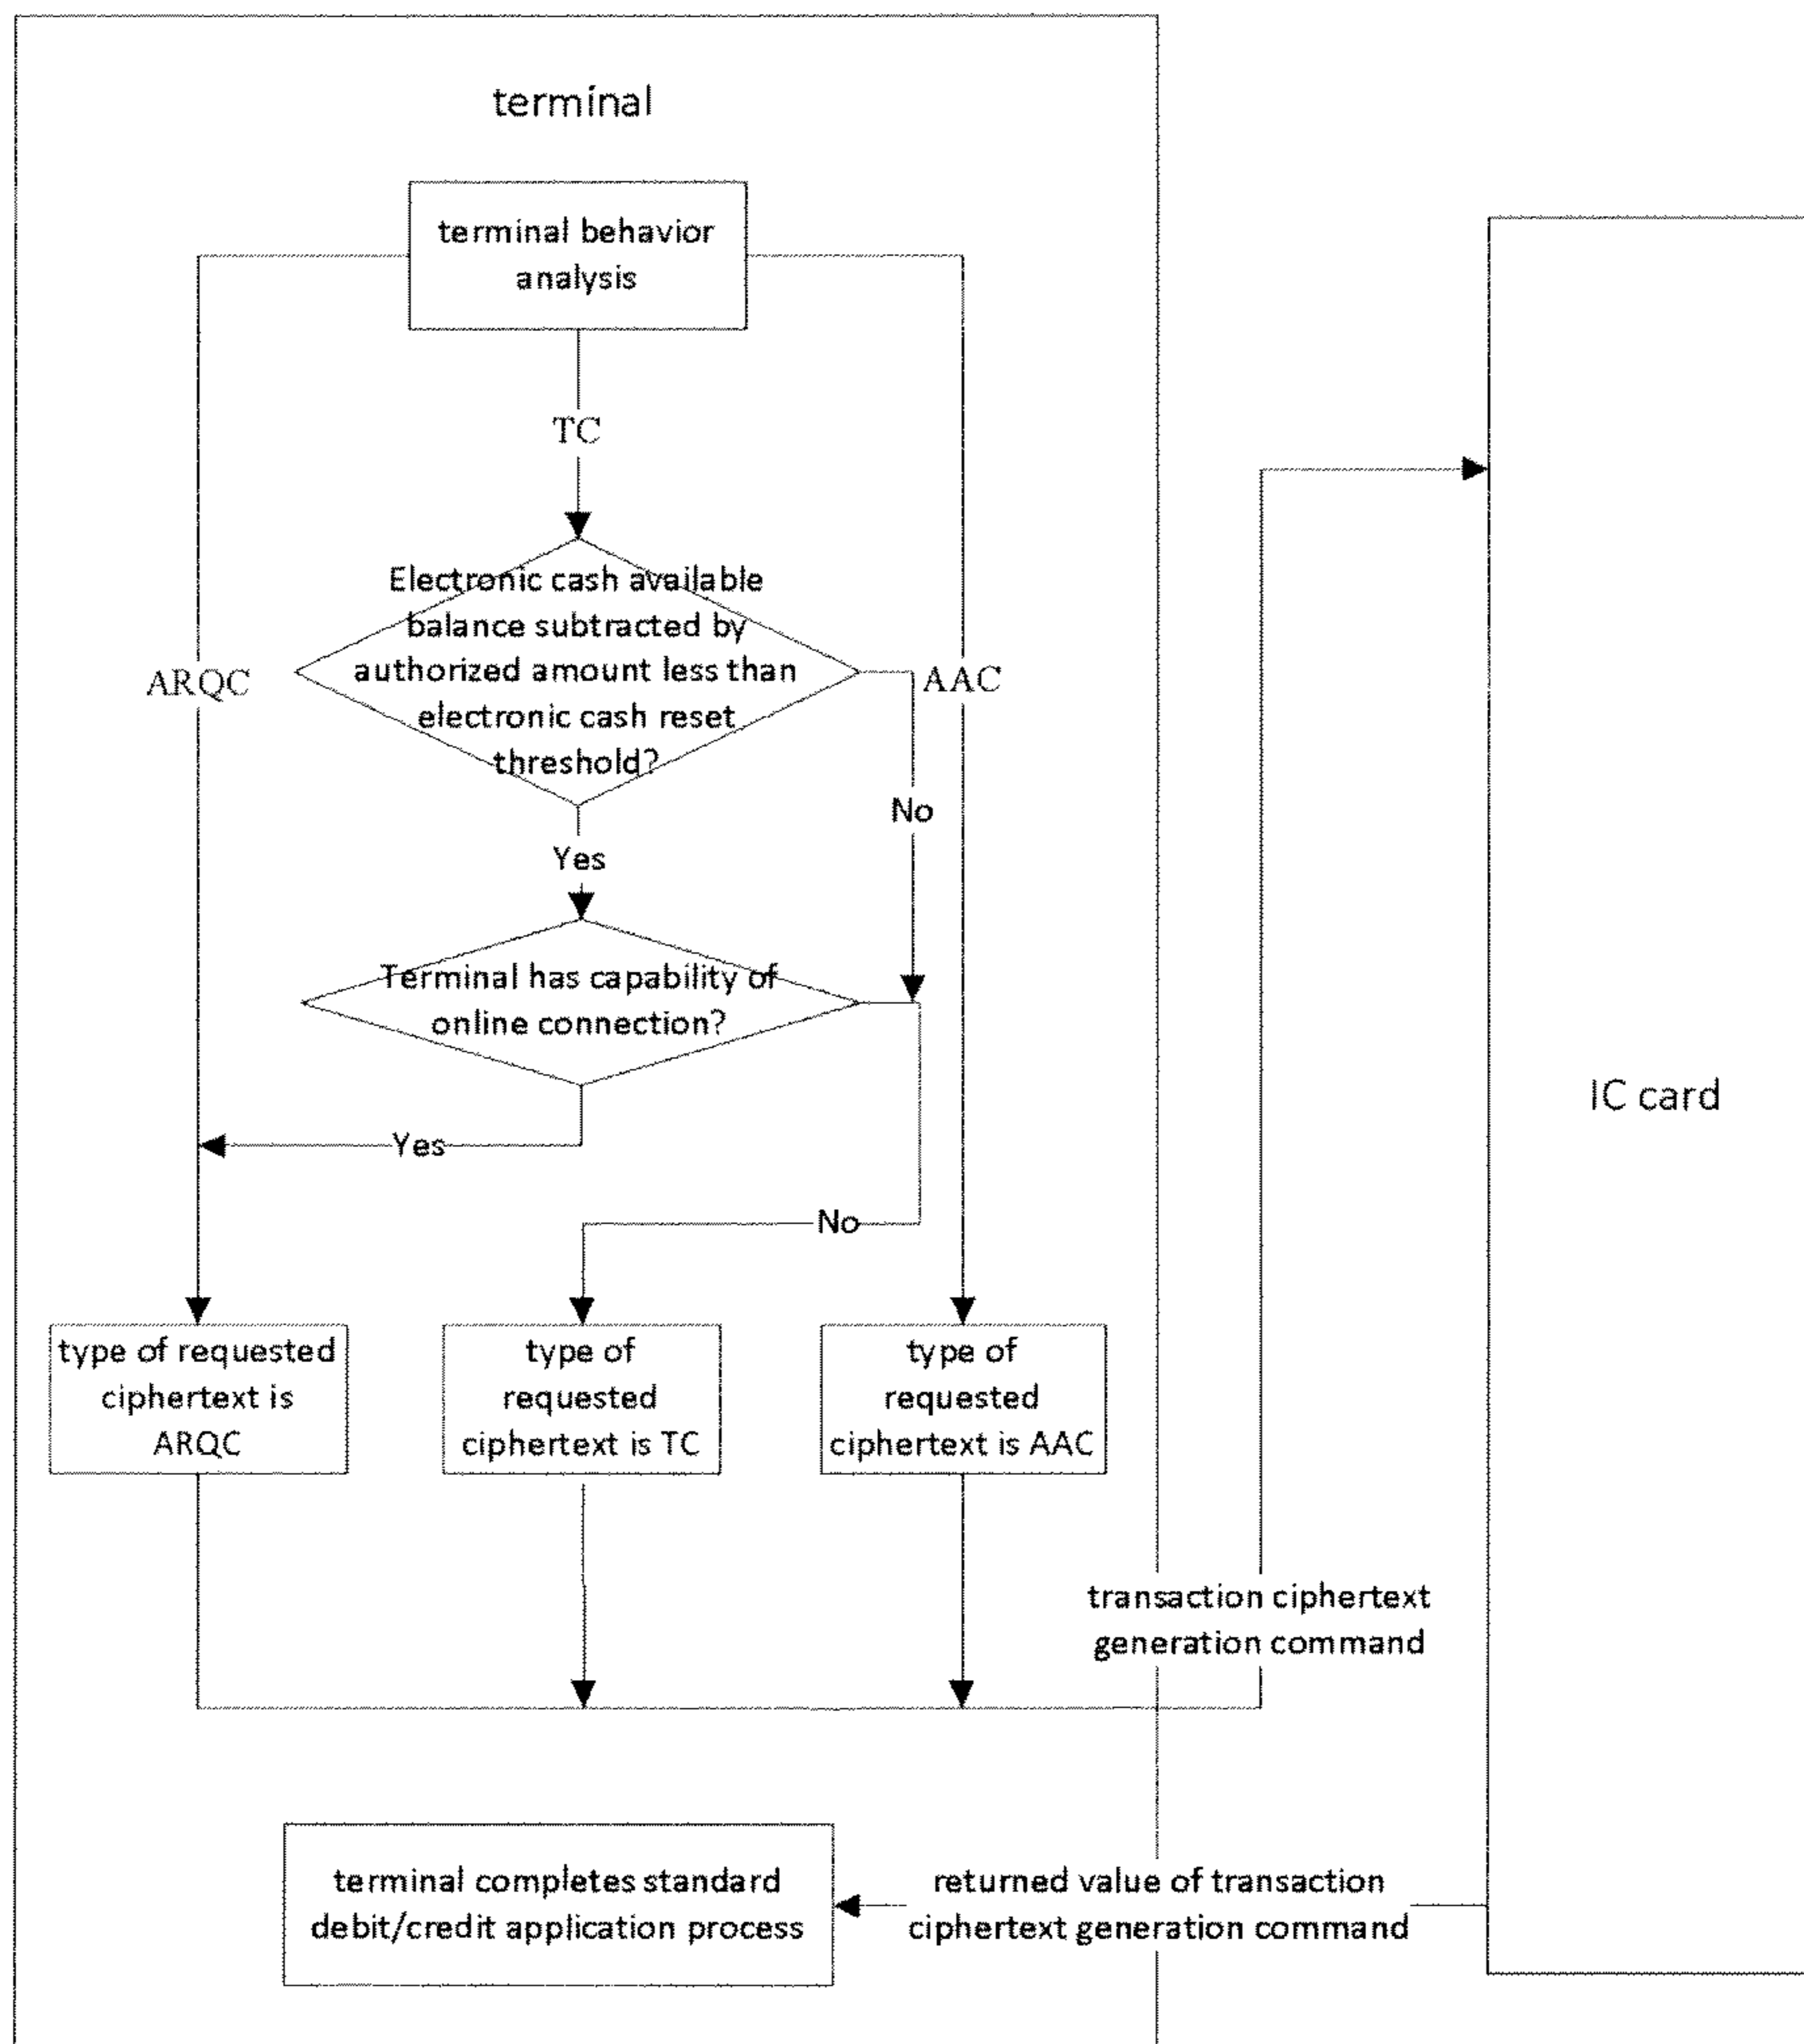 terminal
terminal behavior
analysis
TC
Electronic cash available
balance subtracted by
authorized amount less than
electronic cash reset
threshold?
ARQC
AAC
No
Yes
Terminal has capability of
online connection?
IC card
Yes
No
type of requested
ciphertext is
ARQC
type of
requested
ciphertext is TC
type of
requested
ciphertext is AAC
transaction ciphertext
generation command
terminal completes standard
debit/credit application process
returned value of transaction
ciphertext generation command